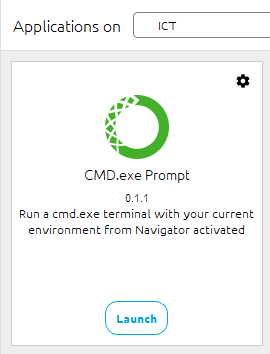 Applications on ICT
CMD.exe Prompt
0.1.1
Run a cmd.exe terminal with your current
environment from Navigator activated
Launch